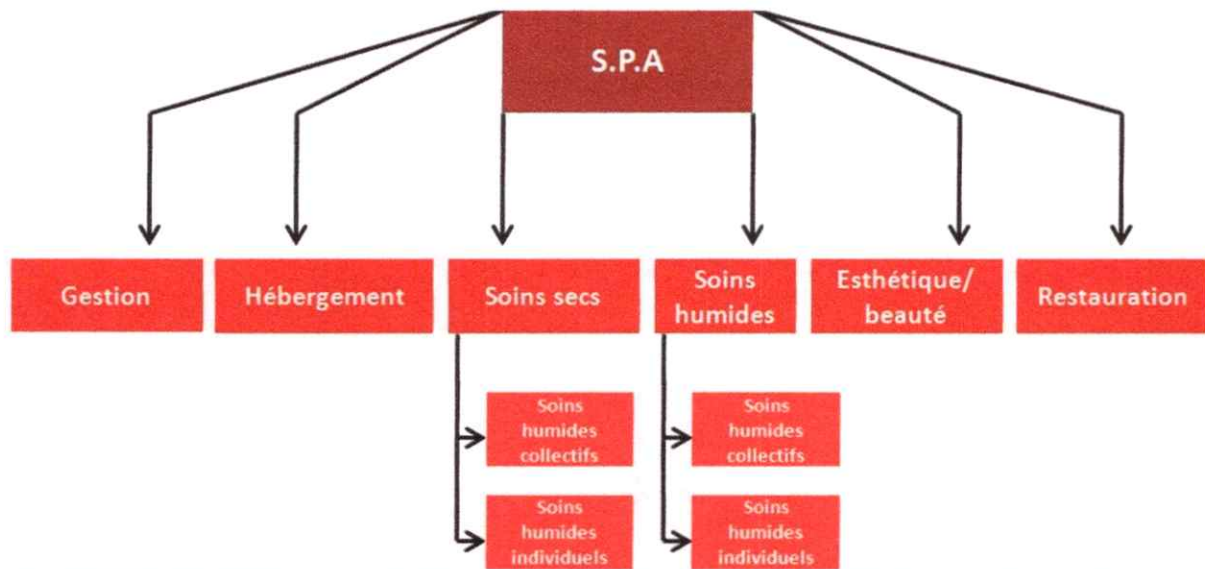 S.P.A
Gestion
Hébergement
Soins secs
Soins
humides
Esthétique/
beauté
Restauration
Soins
humides
collectifs
Soins
humides
collectifs
Soins
humides
individuels
Soins
humides
individuels